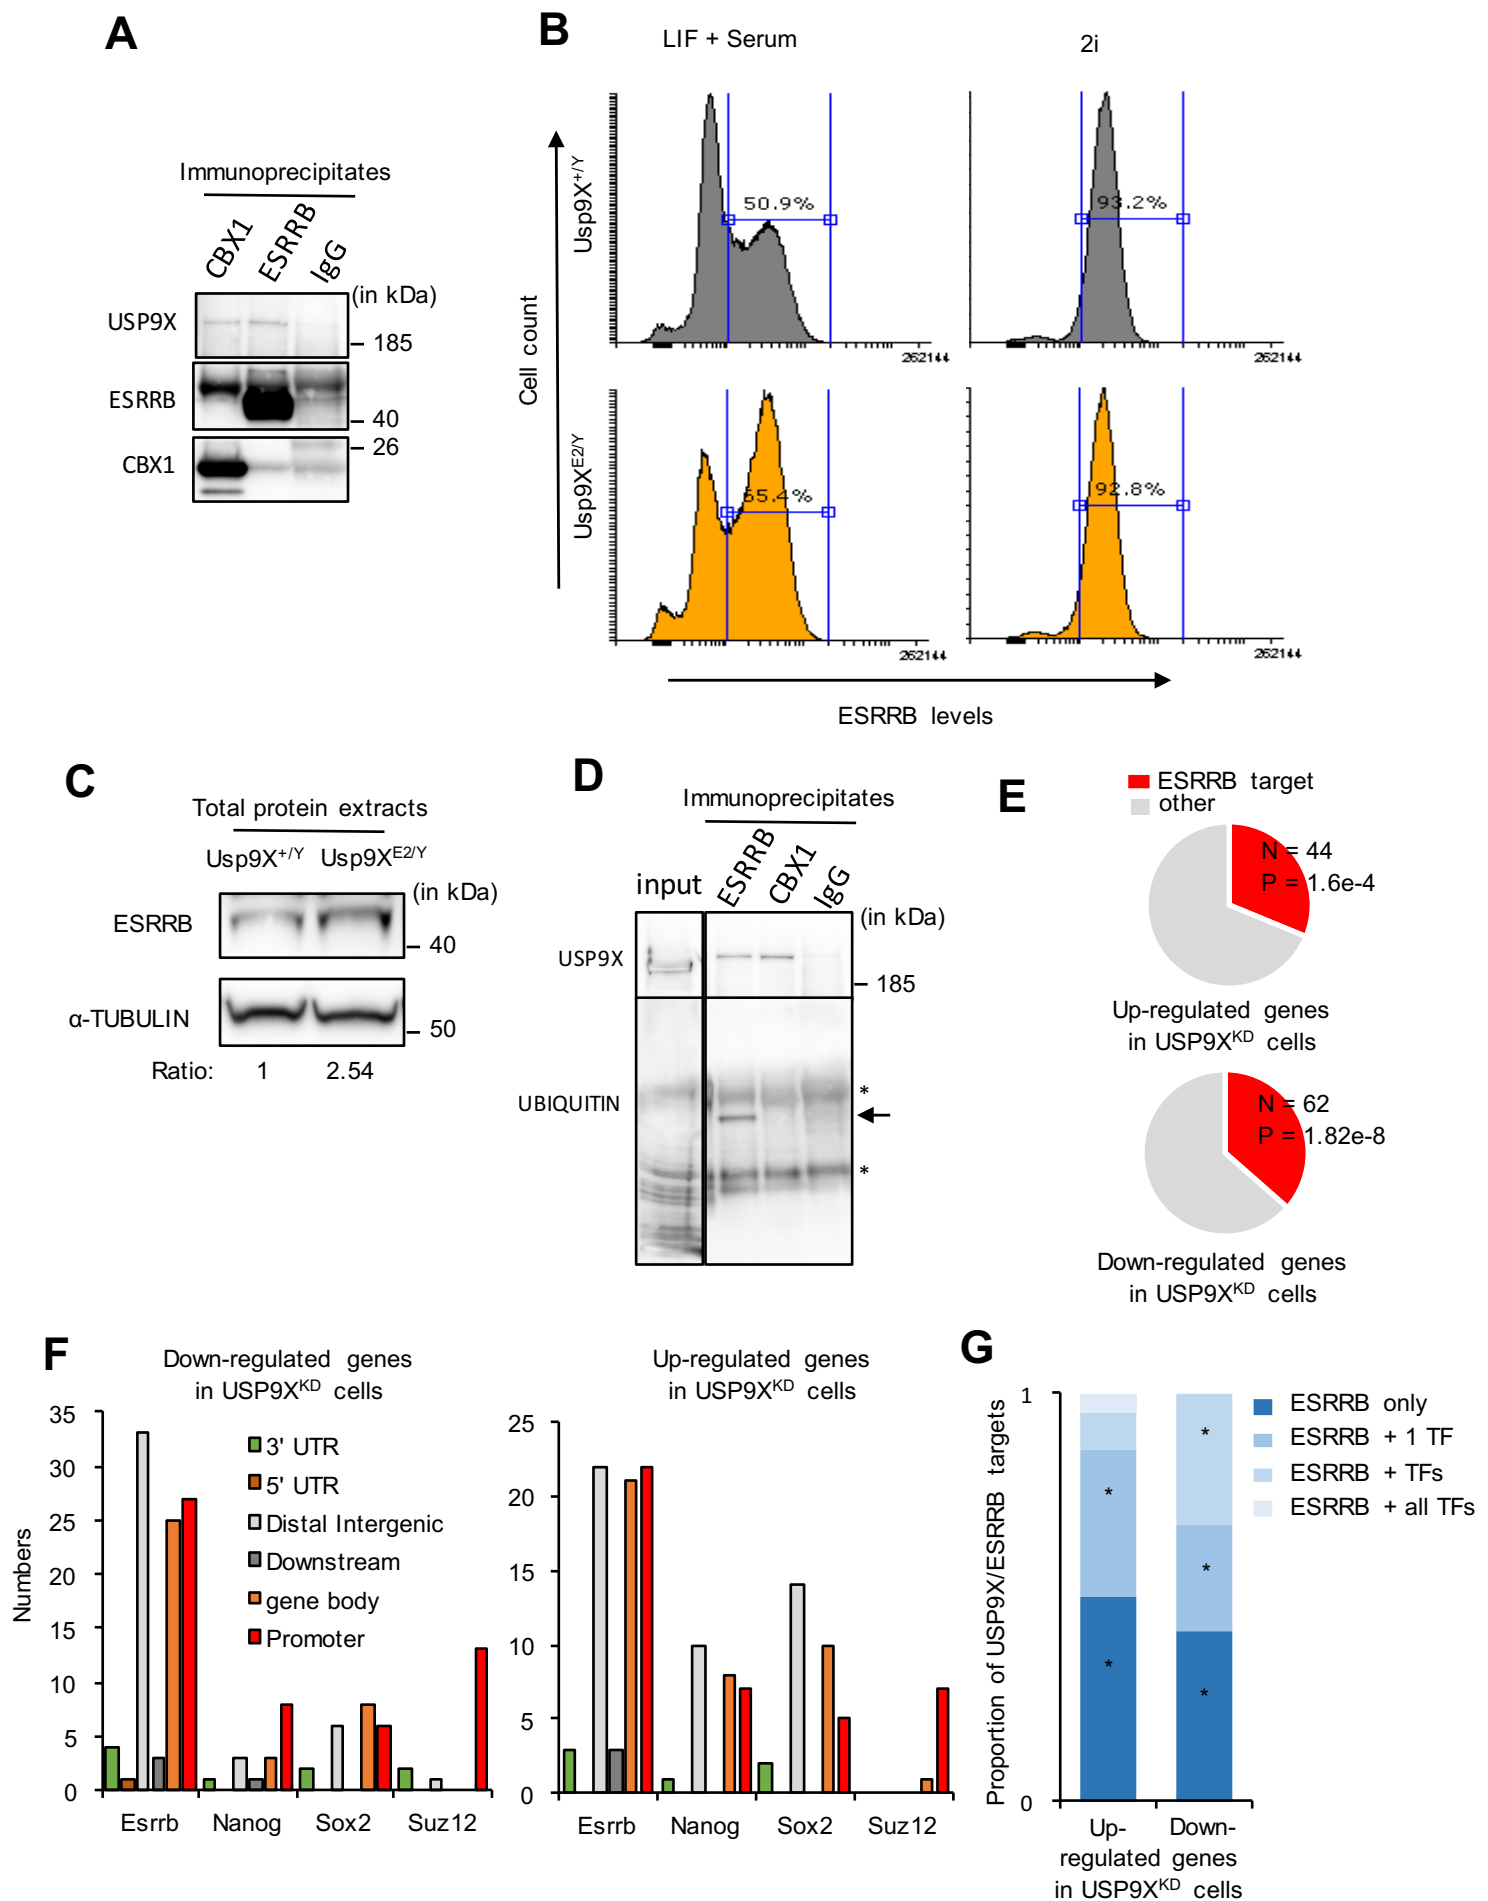 A
Immunoprecipitates
CBX1
ESRRB
IgG
(in kDa)
USP9X
185
ESRRB
40
26
CBX1
B
LIF + Serum
2i
Cell count
Usp9X+/Y
50.9%
262144
93.2%
262144
Usp9XE2/Y
65.4%
262144
92.8%
262144
ESRRB levels
C
Total protein extracts
Usp9X+/Y
Usp9XE2/Y
(in kDa)
ESRRB
40
α-TUBULIN
50
Ratio:
1
2.54
D
Immunoprecipitates
input
ESRRB
CBX1
IgG
(in kDa)
USP9X
185
UBIQUITIN
*
*
E
ESRRB target
other
N = 44
P = 1.6e-4
Up-regulated genes
in USP9XKD cells
N = 62
P = 1.82e-8
Down-regulated genes
in USP9XKD cells
F
Down-regulated genes
in USP9XKD cells
Numbers
35
30
25
20
15
10
5
0
3' UTR
5' UTR
Distal Intergenic
Downstream
gene body
Promoter
Esrrb
Nanog
Sox2
Suz12
Up-regulated genes
in USP9XKD cells
25
20
15
10
5
0
Esrrb
Nanog
Sox2
Suz12
G
Proportion of USP9X/ESRRB targets
1
0
*
*
*
*
*
ESRRB only
ESRRB + 1 TF
ESRRB + TFs
ESRRB + all TFs
Up-
Down-
regulated genes
in USP9XKD cells